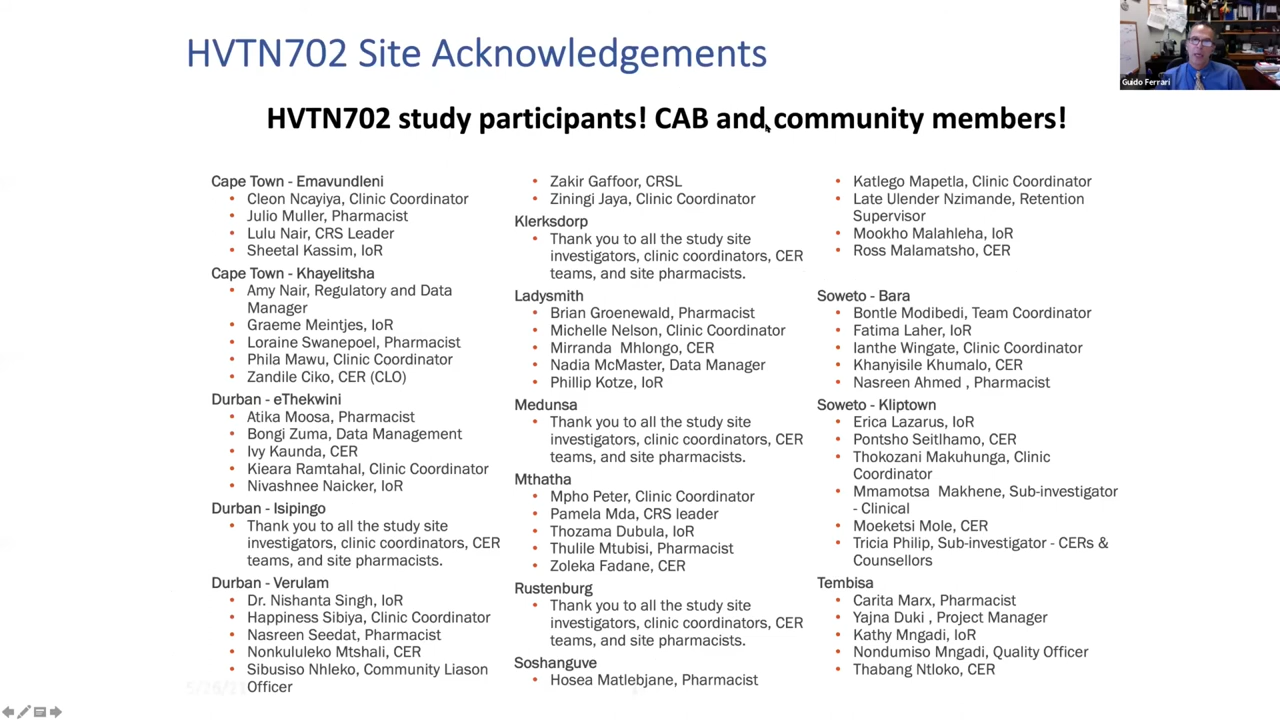 HVTN702 Site Acknowledgements
Guido Ferrari
HVTN702 study participants! CAB and community members!
Cape Town - Emavundleni
• Cleon Ncayiya, Clinic Coordinator
• Julio Muller, Pharmacist
• Lulu Nair, CRS Leader
• Sheetal Kassim, IoR
Cape Town - Khayelitsha
• Amy Nair, Regulatory and Data
Manager
• Graeme Meintjes, IoR
• Loraine Swanepoel, Pharmacist
• Phila Mawu, Clinic Coordinator
• Zandile Ciko, CER (CLO)
Durban - eThekwini
• Atika Moosa, Pharmacist
• Bongi Zuma, Data Management
• Ivy Kaunda, CER
• Kieara Ramtahal, Clinic Coordinator
• Nivashnee Naicker, IoR
Durban - Isipingo
• Thank you to all the study site
investigators, clinic coordinators, CER
teams, and site pharmacists.
Durban - Verulam
• Dr. Nishanta Singh, IoR
• Happiness Sibiya, Clinic Coordinator
• Nasreen Seedat, Pharmacist
• Nonkululeko Mtshali, CER
• Sibusiso Nhleko, Community Liason
Officer
• Zakir Gaffoor, CRSL
• Ziningi Jaya, Clinic Coordinator
Klerksdorp
• Thank you to all the study site
investigators, clinic coordinators, CER
teams, and site pharmacists.
Ladysmith
• Brian Groenewald, Pharmacist
• Michelle Nelson, Clinic Coordinator
• Mirranda Mhlongo, CER
• Nadia McMaster, Data Manager
• Phillip Kotze, IoR
Medunsa
• Thank you to all the study site
investigators, clinic coordinators, CER
teams, and site pharmacists.
Mthatha
• Mpho Peter, Clinic Coordinator
• Pamela Mda, CRS leader
• Thozama Dubula, IoR
• Thulile Mtubisi, Pharmacist
• Zoleka Fadane, CER
Rustenburg
• Thank you to all the study site
investigators, clinic coordinators, CER
teams, and site pharmacists.
Soshanguve
• Hosea Matlebjane, Pharmacist
• Katlego Mapetla, Clinic Coordinator
• Late Ulender Nzimande, Retention
Supervisor
• Mookho Malahleha, IoR
• Ross Malamatsho, CER
Soweto - Bara
• Bontle Modibedi, Team Coordinator
• Fatima Laher, IoR
• Ianthe Wingate, Clinic Coordinator
• Khanyisile Khumalo, CER
• Nasreen Ahmed , Pharmacist
Soweto - Kliptown
• Erica Lazarus, IoR
• Pontsho Seitlhamo, CER
• Thokozani Makuhunga, Clinic
Coordinator
• Mmamotsa Makhene, Sub-investigator
- Clinical
• Moeketsi Mole, CER
• Tricia Philip, Sub-investigator - CERs &
Counsellors
Tembisa
• Carita Marx, Pharmacist
• Yajna Duki , Project Manager
• Kathy Mngadi, IoR
• Nondumiso Mngadi, Quality Officer
• Thabang Ntloko, CER